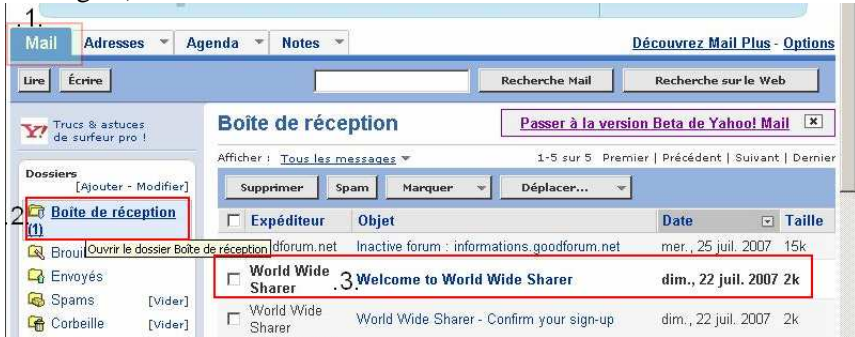 .1.
Mail Adresses Agenda Notes Découvrez Mail Plus - Options
Lire Écrire Recherche Mail Recherche sur le Web
Y! Trucs & astuces
de surfeur pro !
Boîte de réception Passer à la version Beta de Yahoo! Mail
Afficher : Tous les messages 1-5 sur 5 Premier | Précédent | Suivant | Dernier
Dossiers
[Ajouter - Modifier]
Supprimer Spam Marquer Déplacer...
.2. Boîte de réception
(1)
Expéditeur Objet Date Taille
Ouvrir le dossier Boîte de réception
Inactive forum : informations.goodforum.net mer., 25 juil. 2007 15k
Envoyés
World Wide
Sharer .3. Welcome to World Wide Sharer dim., 22 juil. 2007 2k
Spams [Vider]
Corbeille [Vider]
World Wide
Sharer World Wide Sharer - Confirm your sign-up dim., 22 juil. 2007 2k